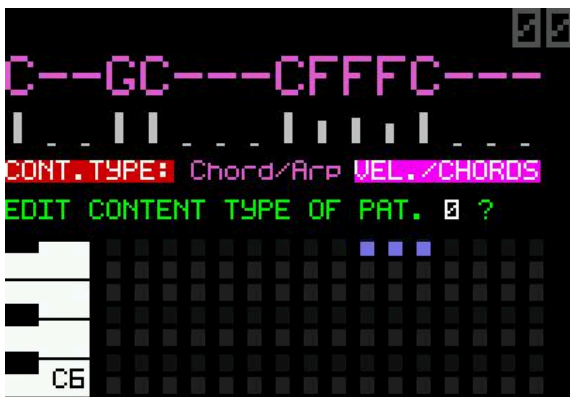 00
C--GC---CFFFC---
CONT.TYPE: Chord/Arp VEL./CHORDS
EDIT CONTENT TYPE OF PAT. 0 ?
C6